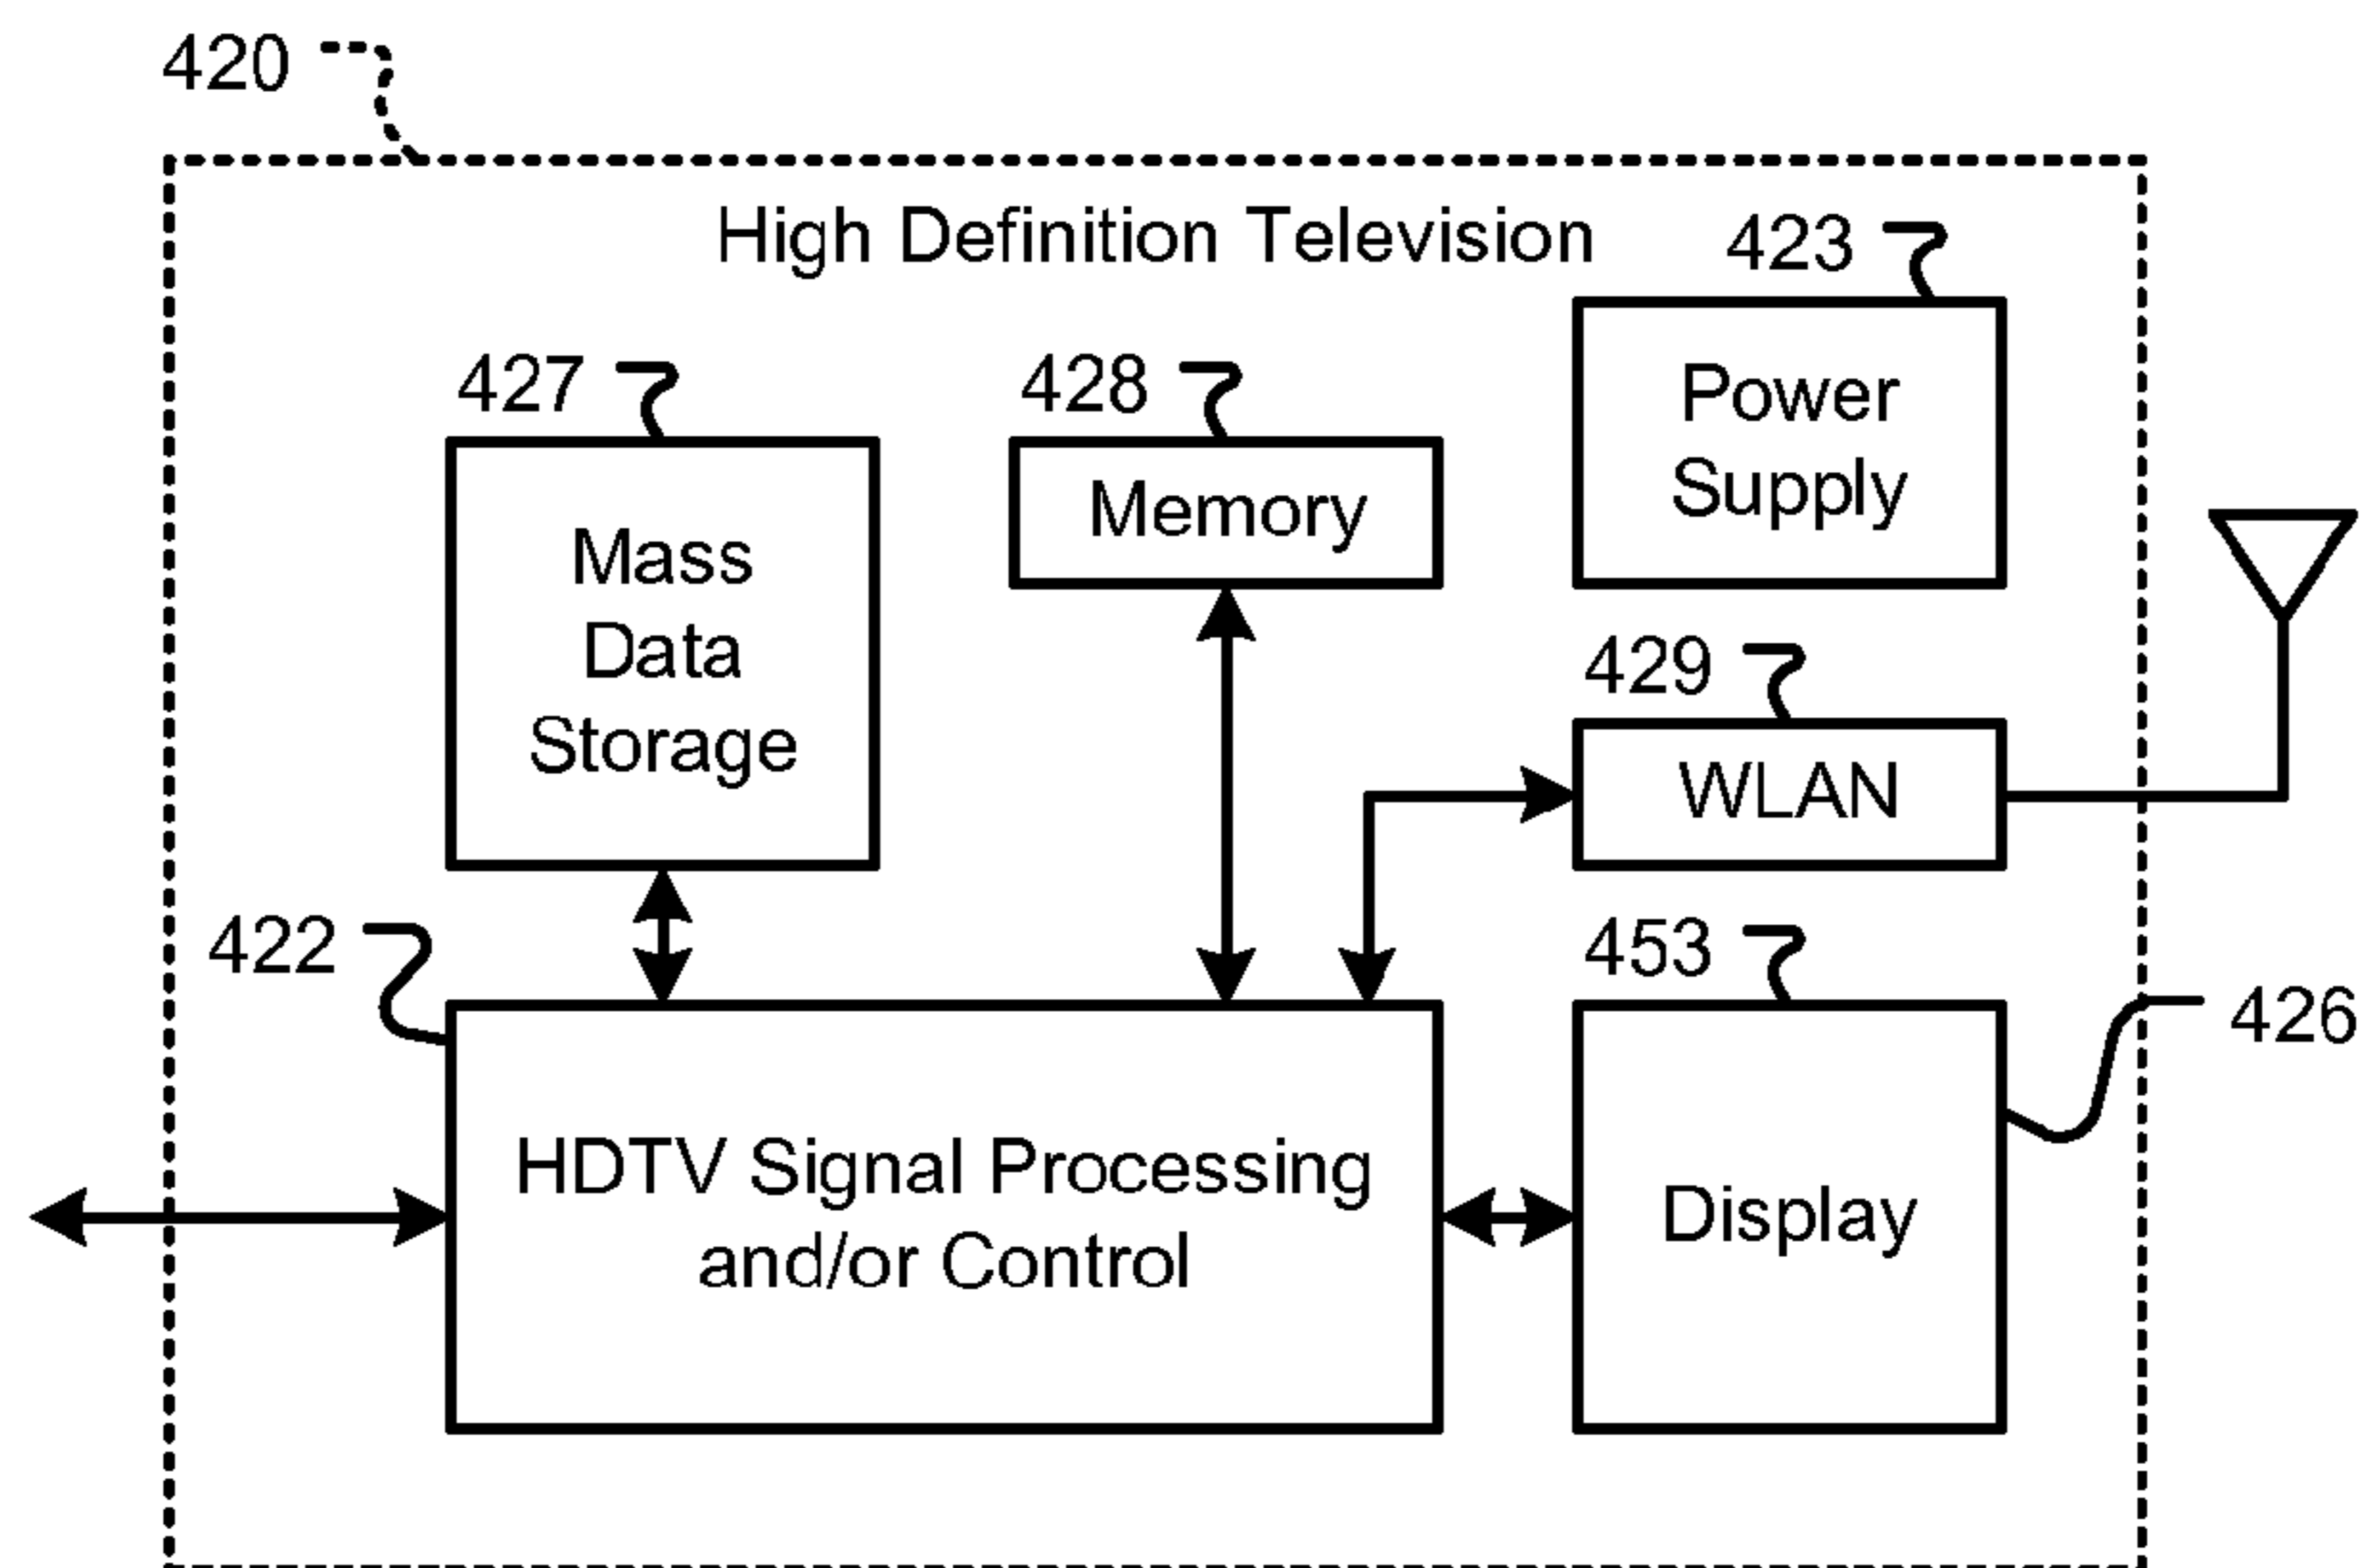 420
High Definition Television
423
427
428
Power
Supply
Mass
Data
Storage
Memory
429
WLAN
422
453
426
HDTV Signal Processing
and/or Control
Display